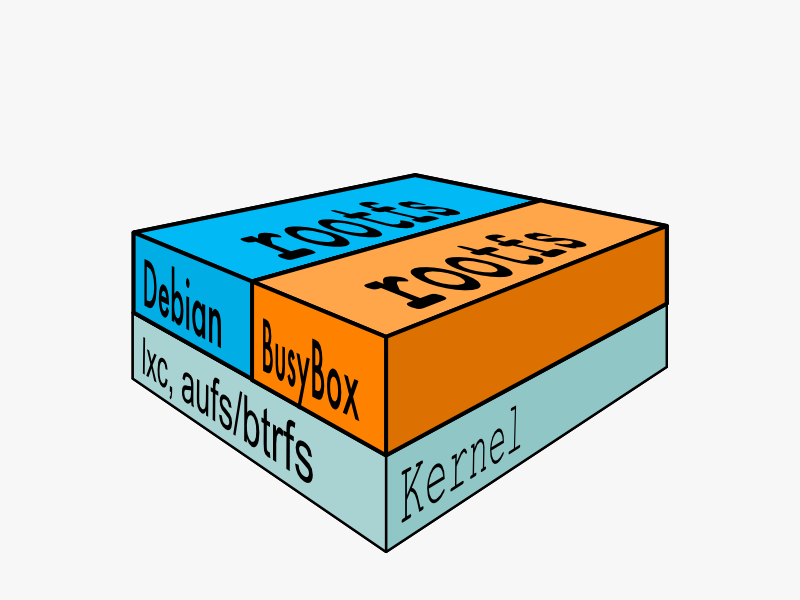 rootfs
rootfs
Debian
BusyBox
lxc, aufs/btrfs
Kernel